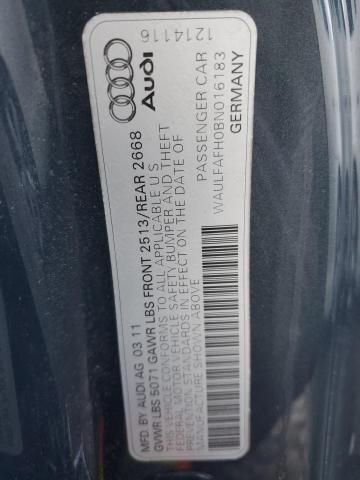 MFD. BY AUDI AG 03 11
GVWR LBS 5071 GAWR LBS FRONT 2513/REAR 2668
THIS VEHICLE CONFORMS TO ALL APPLICABLE U S
FEDERAL MOTOR VEHICLE SAFETY BUMPER AND THEFT
PREVENTION STANDARDS IN EFFECT ON THE DATE OF
MANUFACTURE SHOWN ABOVE
PASSENGER CAR
WAULFAFH0BN016183
GERMANY
Audi
1214116